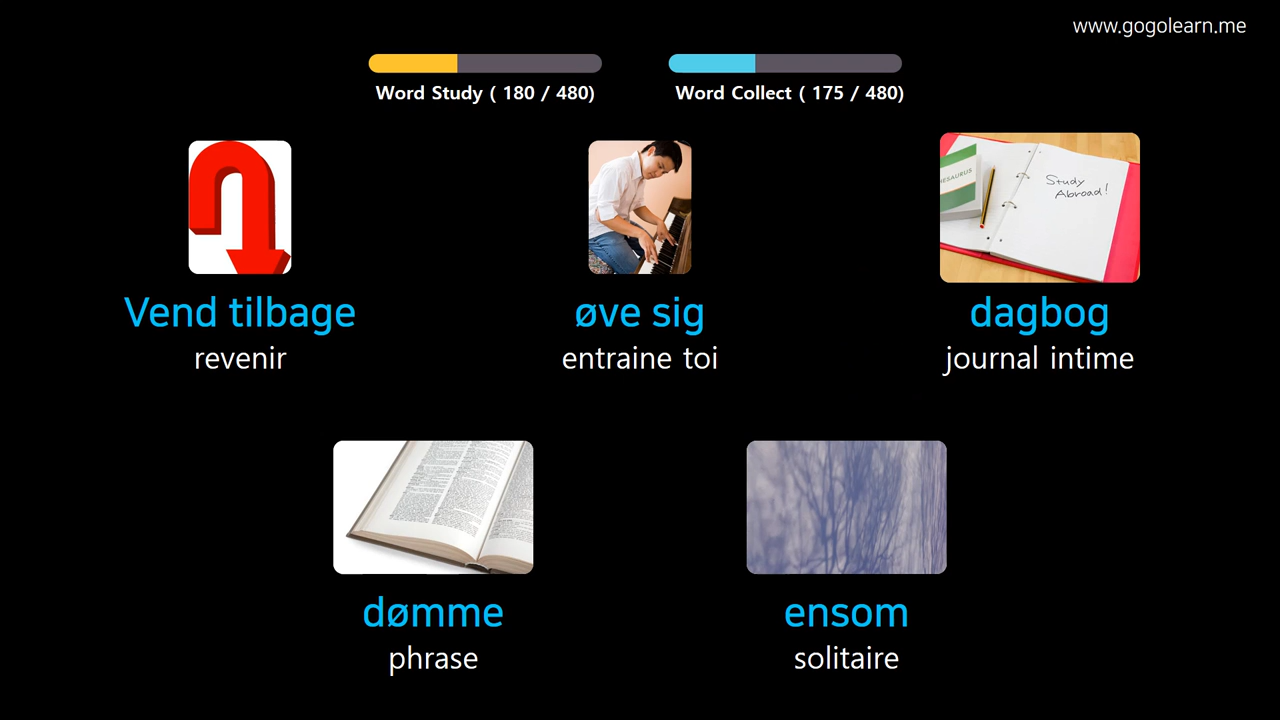 www.gogolearn.me
Word Study ( 180 / 480)
Word Collect ( 175 / 480)
ESAURUS
Study
Abroad!
Vend tilbage
revenir
øve sig
entraine toi
dagbog
journal intime
dømme
phrase
ensom
solitaire